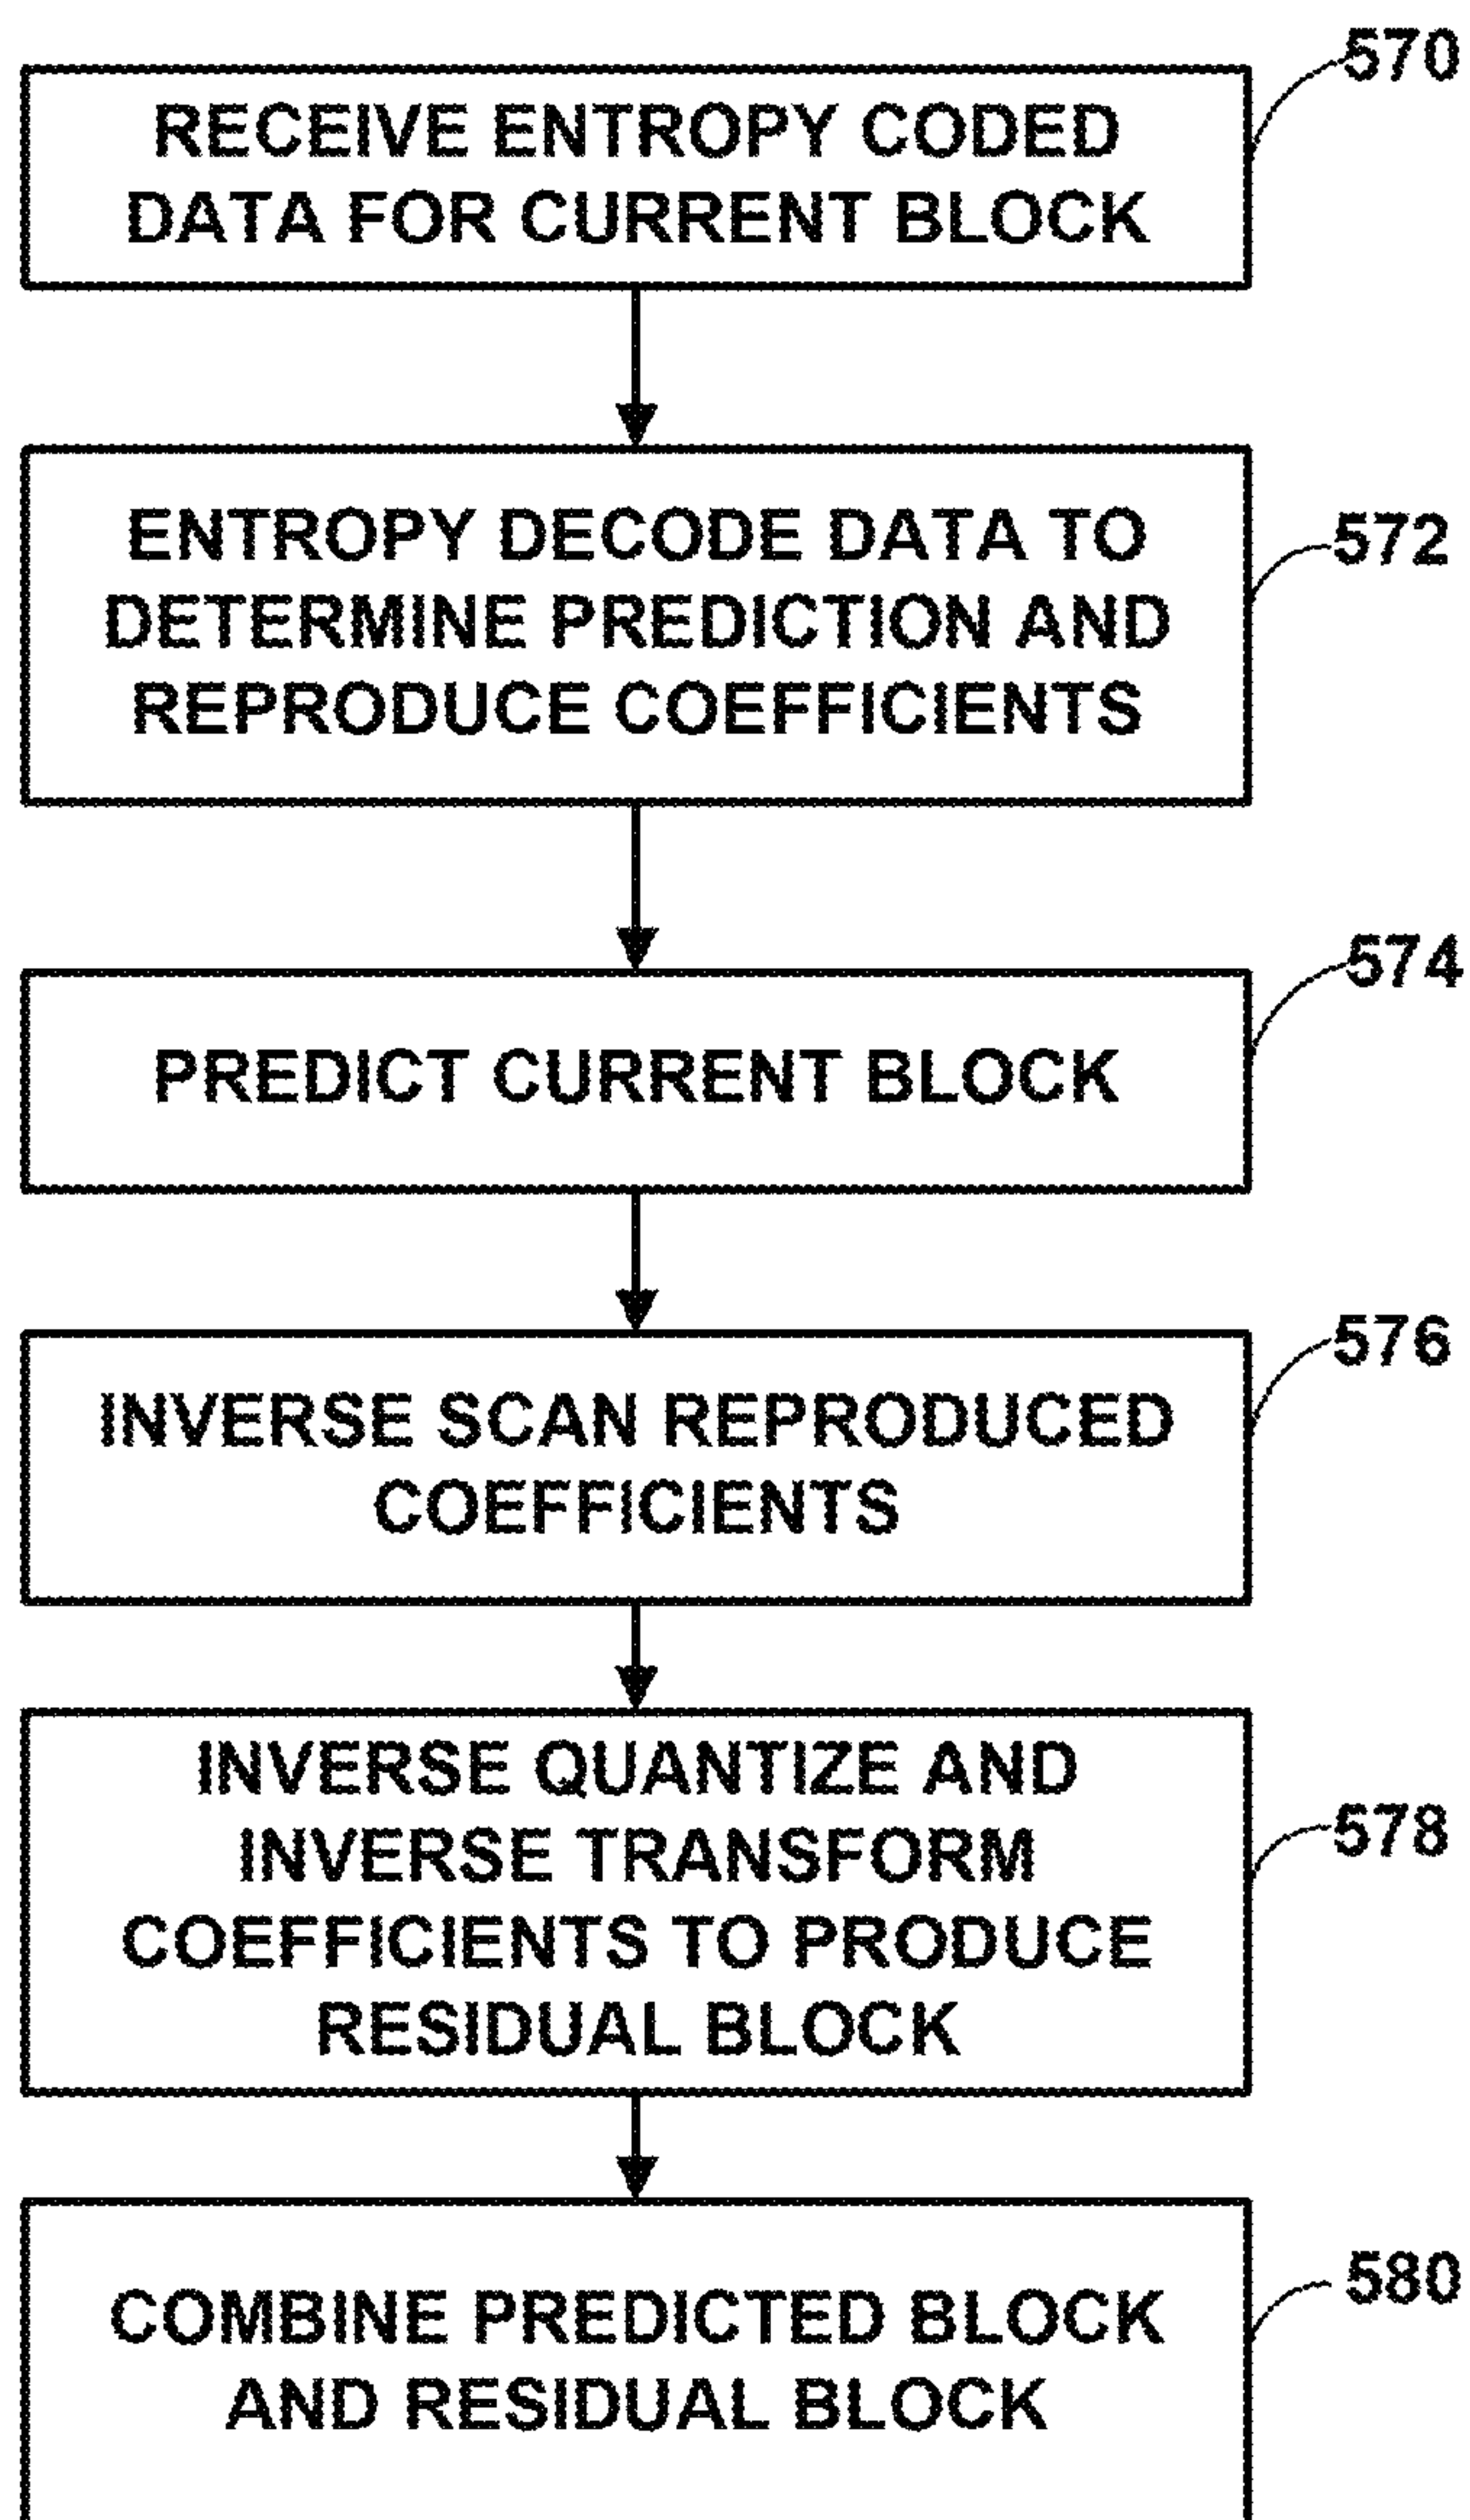 570
RECEIVE ENTROPY CODED
DATA FOR CURRENT BLOCK
572
ENTROPY DECODE DATA TO
DETERMINE PREDICTION AND
REPRODUCE COEFFICIENTS
574
PREDICT CURRENT BLOCK
576
INVERSE SCAN REPRODUCED
COEFFICIENTS
578
INVERSE QUANTIZE AND
INVERSE TRANSFORM
COEFFICIENTS TO PRODUCE
RESIDUAL BLOCK
580
COMBINE PREDICTED BLOCK
AND RESIDUAL BLOCK